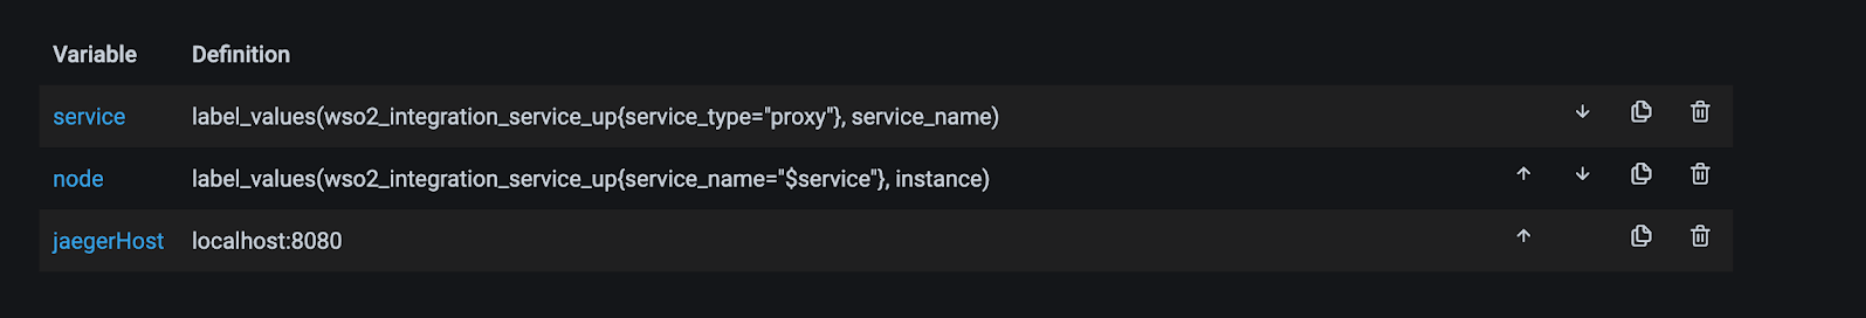 Variable Definition
service label_values(wso2_integration_service_up{service_type="proxy"}, service_name)
node label_values(wso2_integration_service_up{service_name="$service"}, instance)
jaegerHost localhost:8080